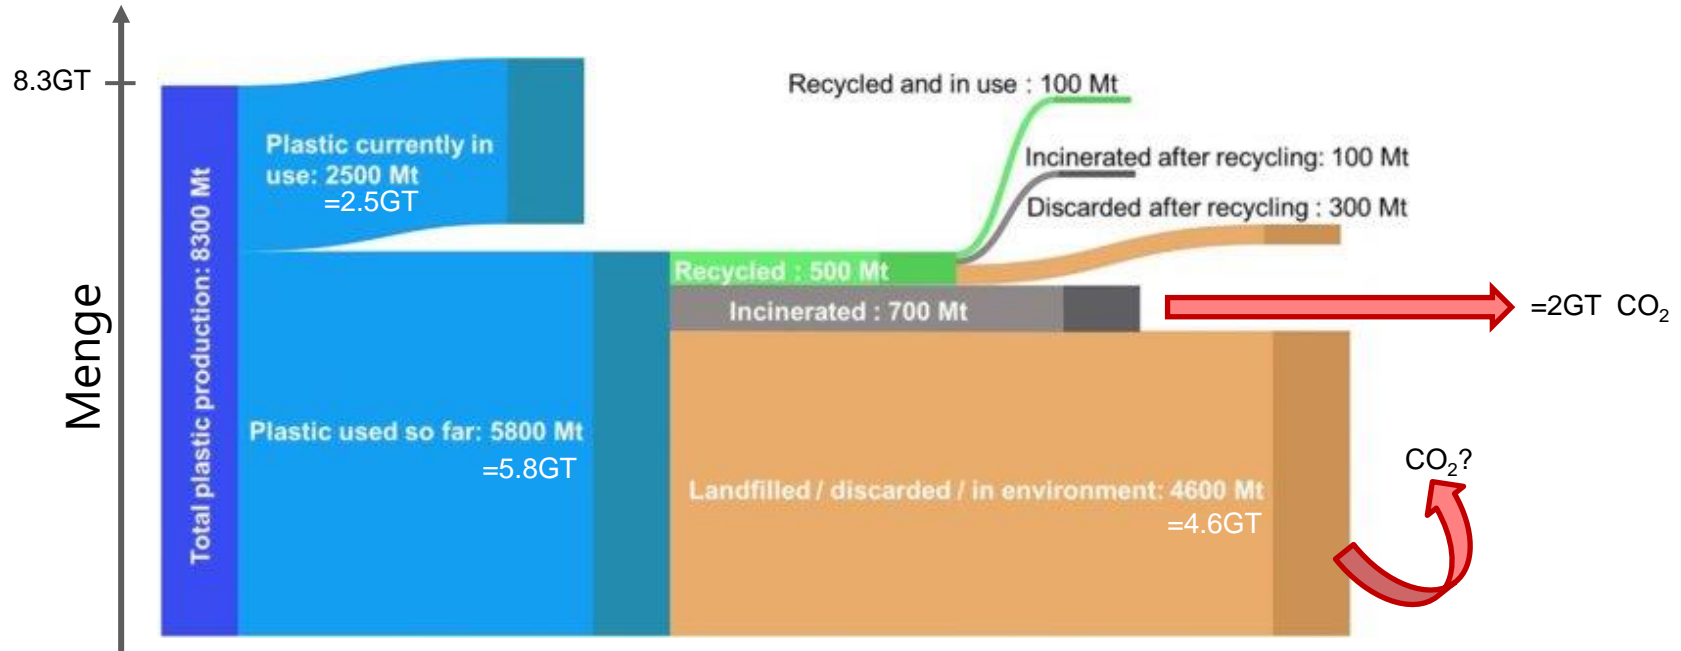 8.3GT
Menge
Total plastic production: 8300 Mt
Plastic currently in
use: 2500 Mt
=2.5GT
Plastic used so far: 5800 Mt
=5.8GT
Recycled and in use : 100 Mt
Incinerated after recycling: 100 Mt
Discarded after recycling : 300 Mt
Recycled : 500 Mt
Incinerated : 700 Mt
=2GT CO₂
Landfilled / discarded / in environment: 4600 Mt
=4.6GT
CO₂?